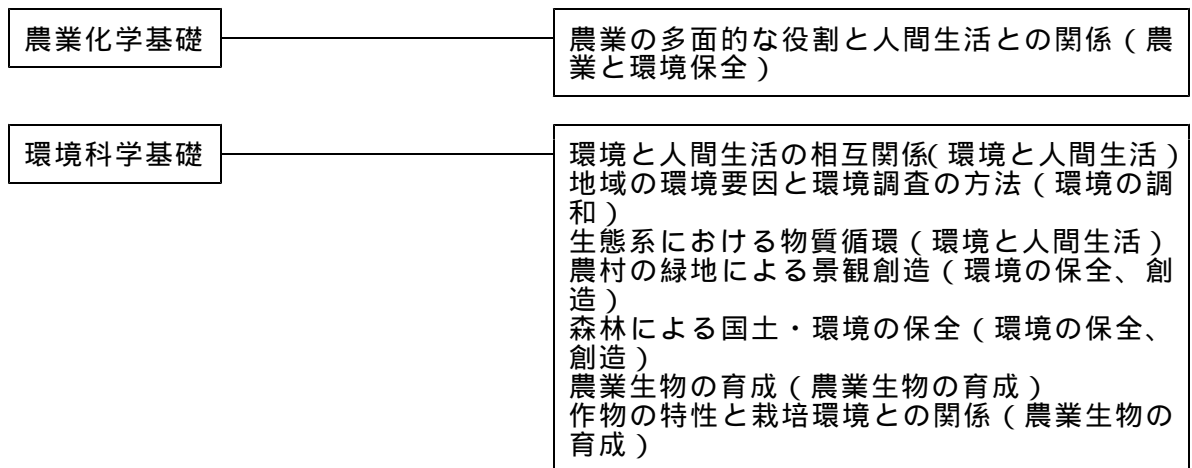 農業化学基礎
農業の多面的な役割と人間生活との関係（農
業と環境保全）
環境科学基礎
環境と人間生活の相互関係（環境と人間生活）
地域の環境要因と環境調査の方法（環境の調
和）
生態系における物質循環（環境と人間生活）
農村の緑地による景観創造（環境の保全、創
造）
森林による国土・環境の保全（環境の保全、
創造）
農業生物の育成（農業生物の育成）
作物の特性と栽培環境との関係（農業生物の
育成）